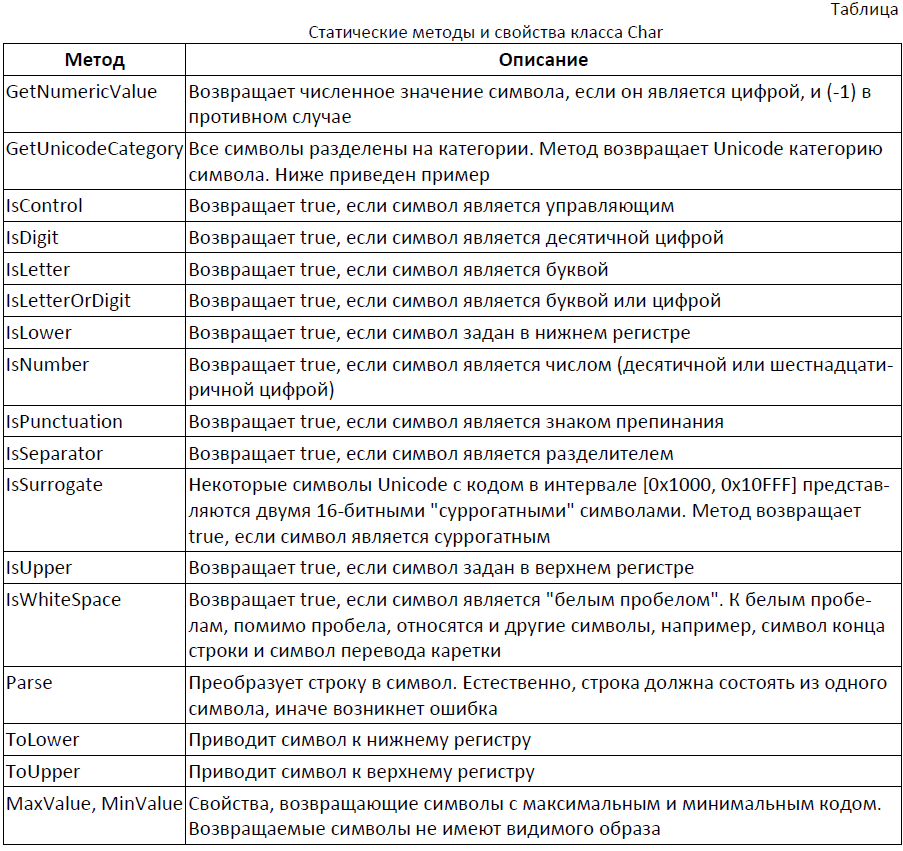 Таблица
Статические методы и свойства класса Char
Метод Описание
GetNumericValue Возвращает численное значение символа, если он является цифрой, и (-1) в
противном случае
GetUnicodeCategory Все символы разделены на категории. Метод возвращает Unicode категорию
символа. Ниже приведен пример
IsControl Возвращает true, если символ является управляющим
IsDigit Возвращает true, если символ является десятичной цифрой
IsLetter Возвращает true, если символ является буквой
IsLetterOrDigit Возвращает true, если символ является буквой или цифрой
IsLower Возвращает true, если символ задан в нижнем регистре
IsNumber Возвращает true, если символ является числом (десятичной или шестнадцати-
ричной цифрой)
IsPunctuation Возвращает true, если символ является знаком препинания
IsSeparator Возвращает true, если символ является разделителем
IsSurrogate Некоторые символы Unicode с кодом в интервале [0x1000, 0x10FFF] представ-
ляются двумя 16-битными "суррогатными" символами. Метод возвращает
true, если символ является суррогатным
IsUpper Возвращает true, если символ задан в верхнем регистре
IsWhiteSpace Возвращает true, если символ является "белым пробелом". К белым пробе-
лам, помимо пробела, относятся и другие символы, например, символ конца
строки и символ перевода каретки
Parse Преобразует строку в символ. Естественно, строка должна состоять из одного
символа, иначе возникнет ошибка
ToLower Приводит символ к нижнему регистру
ToUpper Приводит символ к верхнему регистру
MaxValue, MinValue Свойства, возвращающие символы с максимальным и минимальным кодом.
Возвращаемые символы не имеют видимого образа